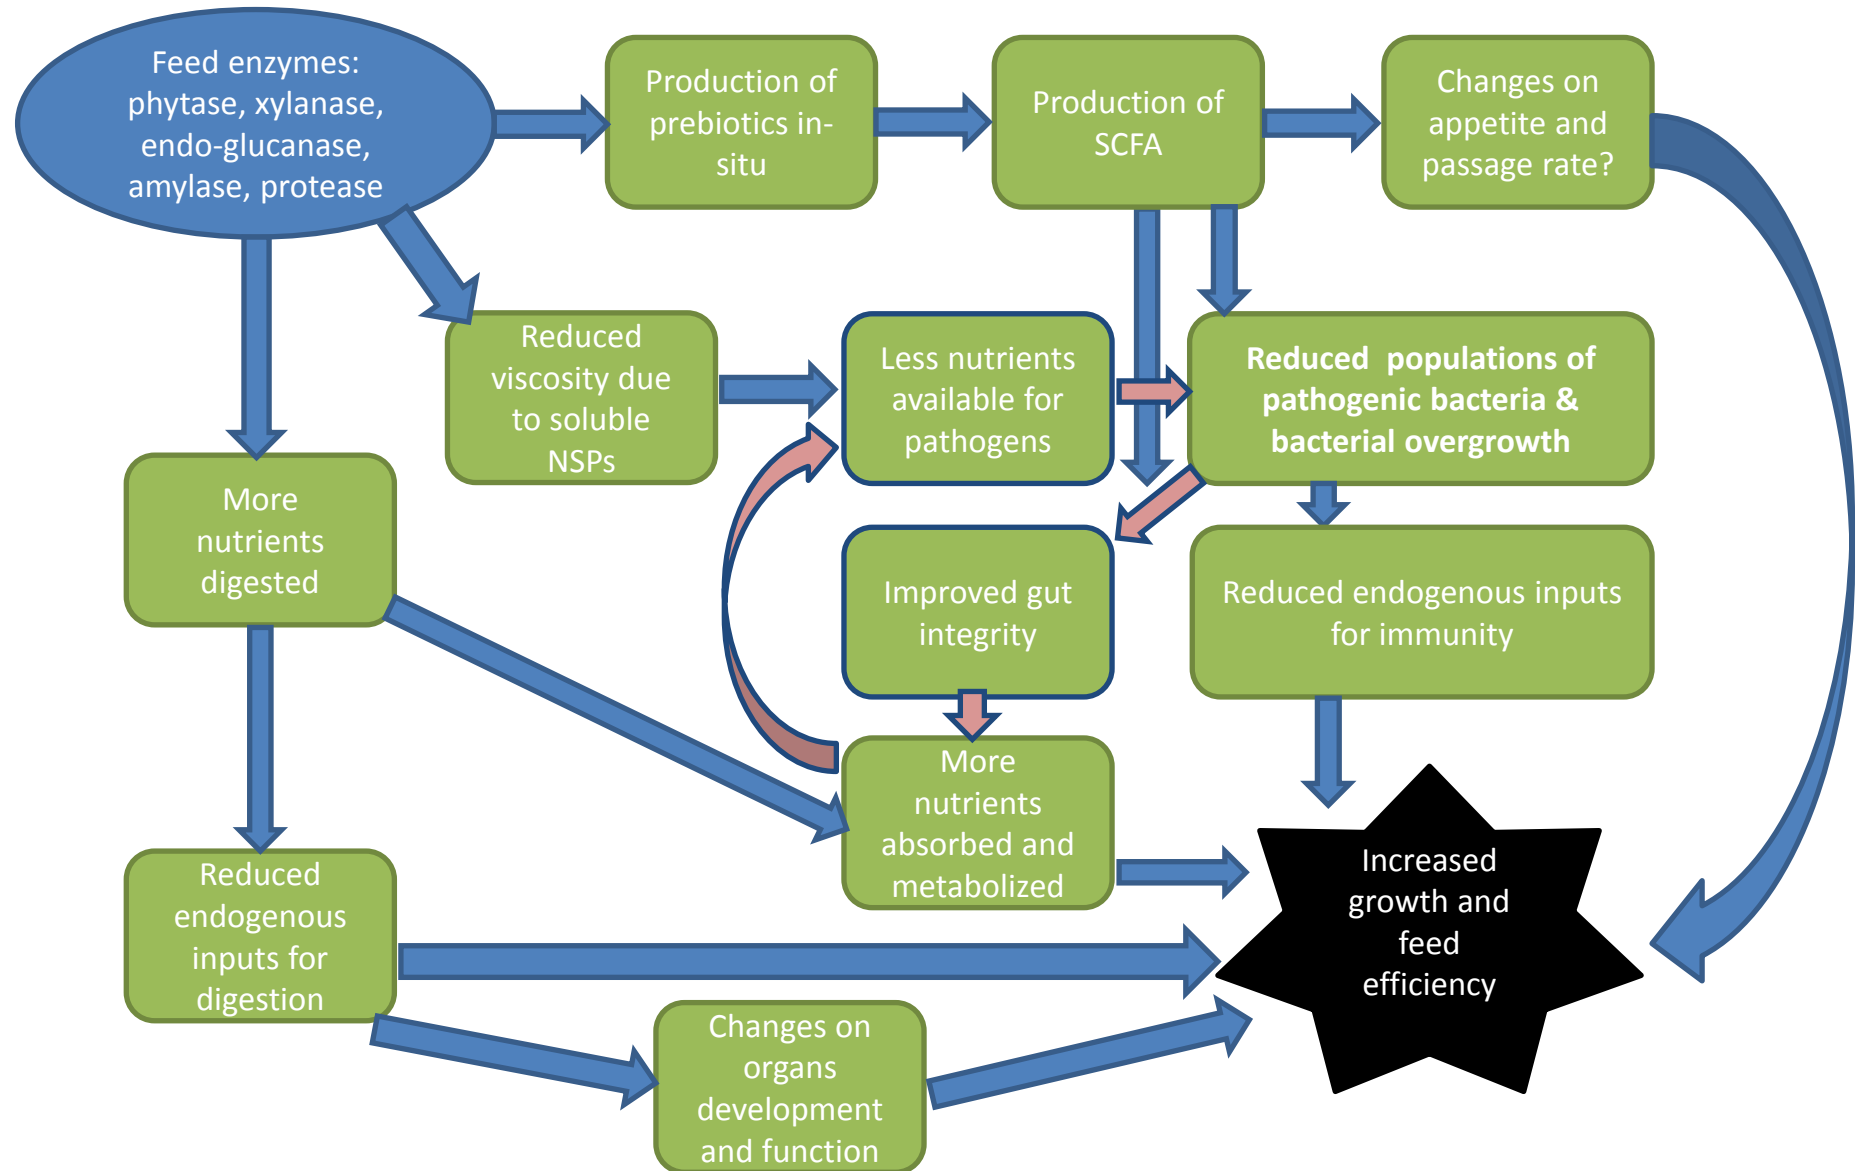 Feed enzymes:
phytase, xylanase,
endo-glucanase,
amylase, protease
Production of
prebiotics in-
situ
Production of
SCFA
Changes on
appetite and
passage rate?
Reduced
viscosity due
to soluble
NSPs
Less nutrients
available for
pathogens
Reduced populations of
pathogenic bacteria &
bacterial overgrowth
More
nutrients
digested
Improved gut
integrity
Reduced endogenous inputs
for immunity
More
nutrients
absorbed and
metabolized
Reduced
endogenous
inputs for
digestion
Increased
growth and
feed
efficiency
Changes on
organs
development
and function